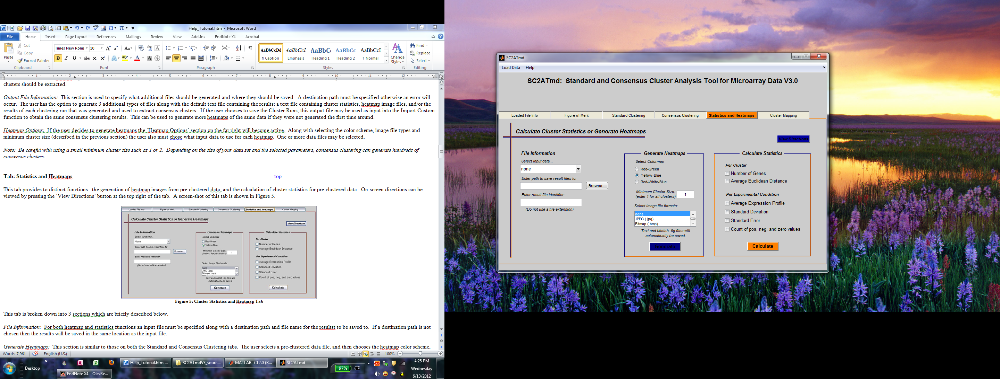 Help_Tutorial.htm - Microsoft Word
File Home Insert Page Layout References Mailings Review View Add-Ins EndNote X4 Acrobat
Paste
Cut
Copy
Format Painter
Clipboard
Times New Roma 10
Font
Paragraph
AaBbCcDd AaBbCcI AaBbC AaBbCc AaBbCcI
¶ Caption Emphasis Heading 1 Heading 2 ¶ Normal
Change Styles
Styles
Find
Replace
Select
Editing
1 2 3 4 5 6 7 8 9 10 11 12
clusters should be extracted.
Output File Information: This section is used to specify what additional files should be generated and where they should be saved. A destination path must be specified otherwise an error will
occur. The user has the option to generate 3 additional types of files along with the default text file containing the results: a text file containing cluster statistics, heatmap image files, and/or the
results of each clustering run that was generated and used to extract consensus clusters. If the user chooses to save the Cluster Runs, this output file may be used as input into the Import Custom
function to obtain the same consensus clustering results. This can be used to generate more heatmaps of the same data if they were not generated the first time around.
Heatmap Options: If the user decides to generate heatmaps the ‘Heatmap Options’ section on the far right will become active. Along with selecting the color scheme, image file types and
minimum cluster size (described in the previous section) the user also must chose what input data to use for each heatmap. One or more data files may be selected.
Note: Be careful with using a small minimum cluster size such as 1 or 2. Depending on the size of your data set and the selected parameters, consensus clustering can generate hundreds of
consensus clusters.
Tab: Statistics and Heatmaps top
This tab provides to distinct functions: the generation of heatmap images from pre-clustered data, and the calculation of cluster statistics for pre-clustered data. On-screen directions can be
viewed by pressing the ‘View Directions’ button at the top right of the tab. A screen-shot of this tab is shown in Figure 5.
Loaded File Info Figure of Merit Standard Clustering Consensus Clustering Statistics and Heatmaps Cluster Mapping
Calculate Cluster Statistics or Generate Heatmaps
View Directions
File Information
Select input data...
None
Enter path to save result files to:
Browse...
Enter result file identifier:
(Do not use a file extension)
Generate Heatmaps
Select Colormap
Red-Green
Yellow-Blue
Minimum Cluster Size:
(enter 1 for all clusters) 1
Select image file formats:
none
JPEG (.jpg)
Bitmap (.bmp)
Text and Matlab .fig files will
automatically be saved.
Generate
Calculate Statistics
Per Cluster
Number of Genes
Average Euclidean Distance
Per Experimental Condition
Average Expression Profile
Standard Deviation
Standard Error
Count of pos, neg, and zero values
Calculate
Figure 5: Cluster Statistics and Heatmap Tab
This tab is broken down into 3 sections which are briefly described below.
File Information: For both heatmap and statistics functions an input file must be specified along with a destination path and file name for the resultst to be saved to. If a destination path is not
chosen then the results will be saved in the same location as the input file.
Generate Heatmaps: This section is similar to those on both the Standard and Consensus Clustering tabs. The user selects a pre-clustered data file, and then chooses the heatmap color scheme,
Words: 7,961 English (U.S.) 100%
Desktop
Help_Tutorial.htm ...
SC2ATmdV3_sourc...
MATLAB 7.12.0 (R...
SC2ATmd
EndNote X4 - OlexRe...
97%
4:25 PM
Wednesday
6/13/2012
SC2ATmd
Load Data Help
SC2ATmd: Standard and Consensus Cluster Analysis Tool for Microarray Data V3.0
Loaded File Info Figure of Merit Standard Clustering Consensus Clustering Statistics and Heatmaps Cluster Mapping
Calculate Cluster Statistics or Generate Heatmaps
View Directions
File Information
Select input data...
none
Enter path to save result files to:
Browse...
Enter result file identifier:
(Do not use a file extension)
Generate Heatmaps
Select Colormap
Red-Green
Yellow-Blue
Red-White-Blue
Minimum Cluster Size:
(enter 1 for all clusters) 1
Select image file formats:
none
JPEG (.jpg)
Bitmap (.bmp)
Text and Matlab .fig files will
automatically be saved.
Generate
Calculate Statistics
Per Cluster
Number of Genes
Average Euclidean Distance
Per Experimental Condition
Average Expression Profile
Standard Deviation
Standard Error
Count of pos, neg, and zero values
Calculate